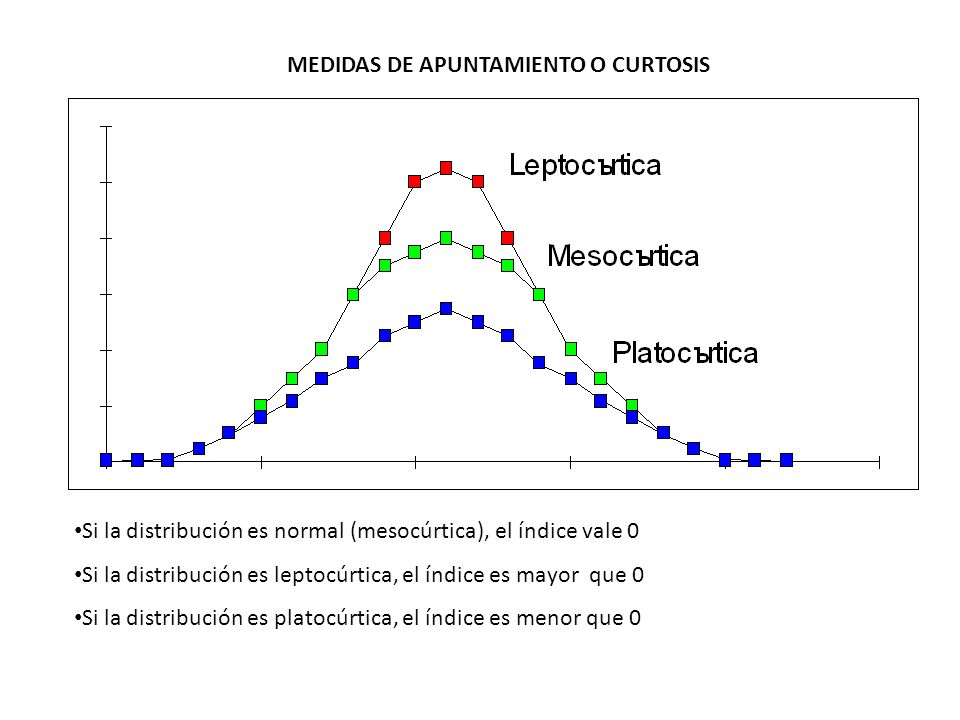 MEDIDAS DE APUNTAMIENTO O CURTOSIS
Leptocъrtica
Mesocъrtica
Platocъrtica
•Si la distribución es normal (mesocúrtica), el índice vale 0
•Si la distribución es leptocúrtica, el índice es mayor que 0
•Si la distribución es platocúrtica, el índice es menor que 0